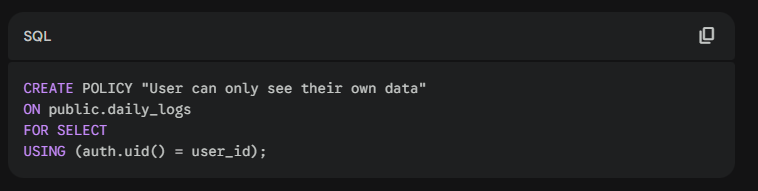 SQL
CREATE POLICY "User can only see their own data"
ON public.daily_logs
FOR SELECT
USING (auth.uid() = user_id);